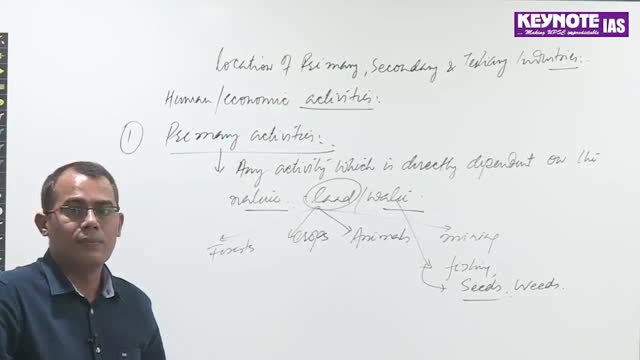 KEYNOTE IAS
... Making UPSC unpredictable
Location of Primary, Secondary & Tertiary Industries:.
Human/economic activities:
① Primary activities:.
↓ Any activity which is directly dependent on the
nature. land/water.
Forests crops Animals mining
fishing
Seeds, Weeds.